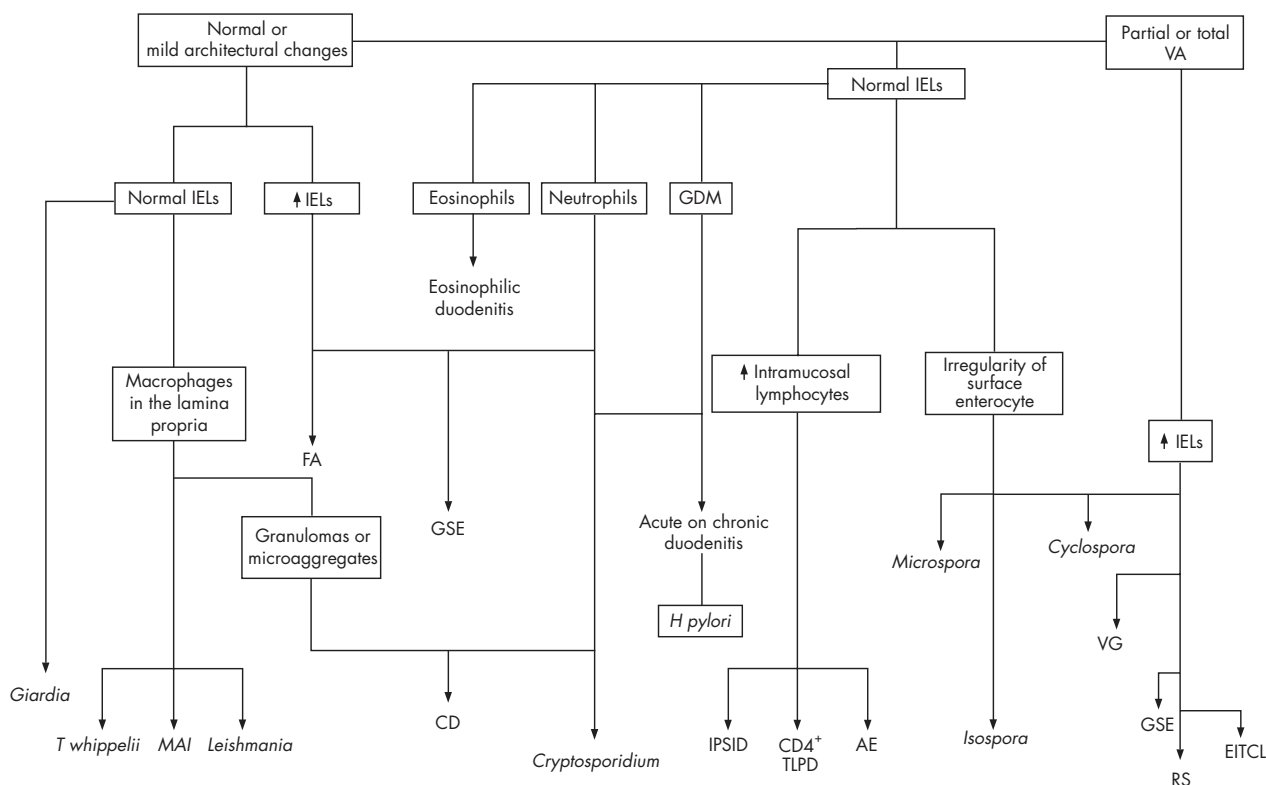 Normal or
mild architectural changes
Partial or total
VA
Normal IELs
Normal IELs
↑ IELs
Eosinophils
Neutrophils
GDM
Eosinophilic
duodenitis
Macrophages
in the lamina
propria
↑ Intramucosal
lymphocytes
Irregularity of
surface
enterocyte
↑ IELs
FA
GSE
Granulomas or
microaggregates
Acute on chronic
duodenitis
Microspora
Cyclospora
H pylori
VG
Giardia
CD
GSE
T whippelii
MAI
Leishmania
Cryptosporidium
IPSID
CD4+
TLPD
AE
Isospora
EITCL
RS